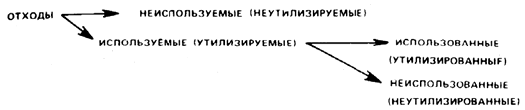 ОТХОДЫ
НЕИСПОЛЬЗУЕМЫЕ (НЕУТИЛИЗИРУЕМЫЕ)
ИСПОЛЬЗУЕМЫЕ (УТИЛИЗИРУЕМЫЕ)
ИСПОЛЬЗОВАННЫЕ
(УТИЛИЗИРОВАННЫЕ)
НЕИСПОЛЬЗОВАННЫЕ
(НЕУТИЛИЗИРОВАННЫЕ)